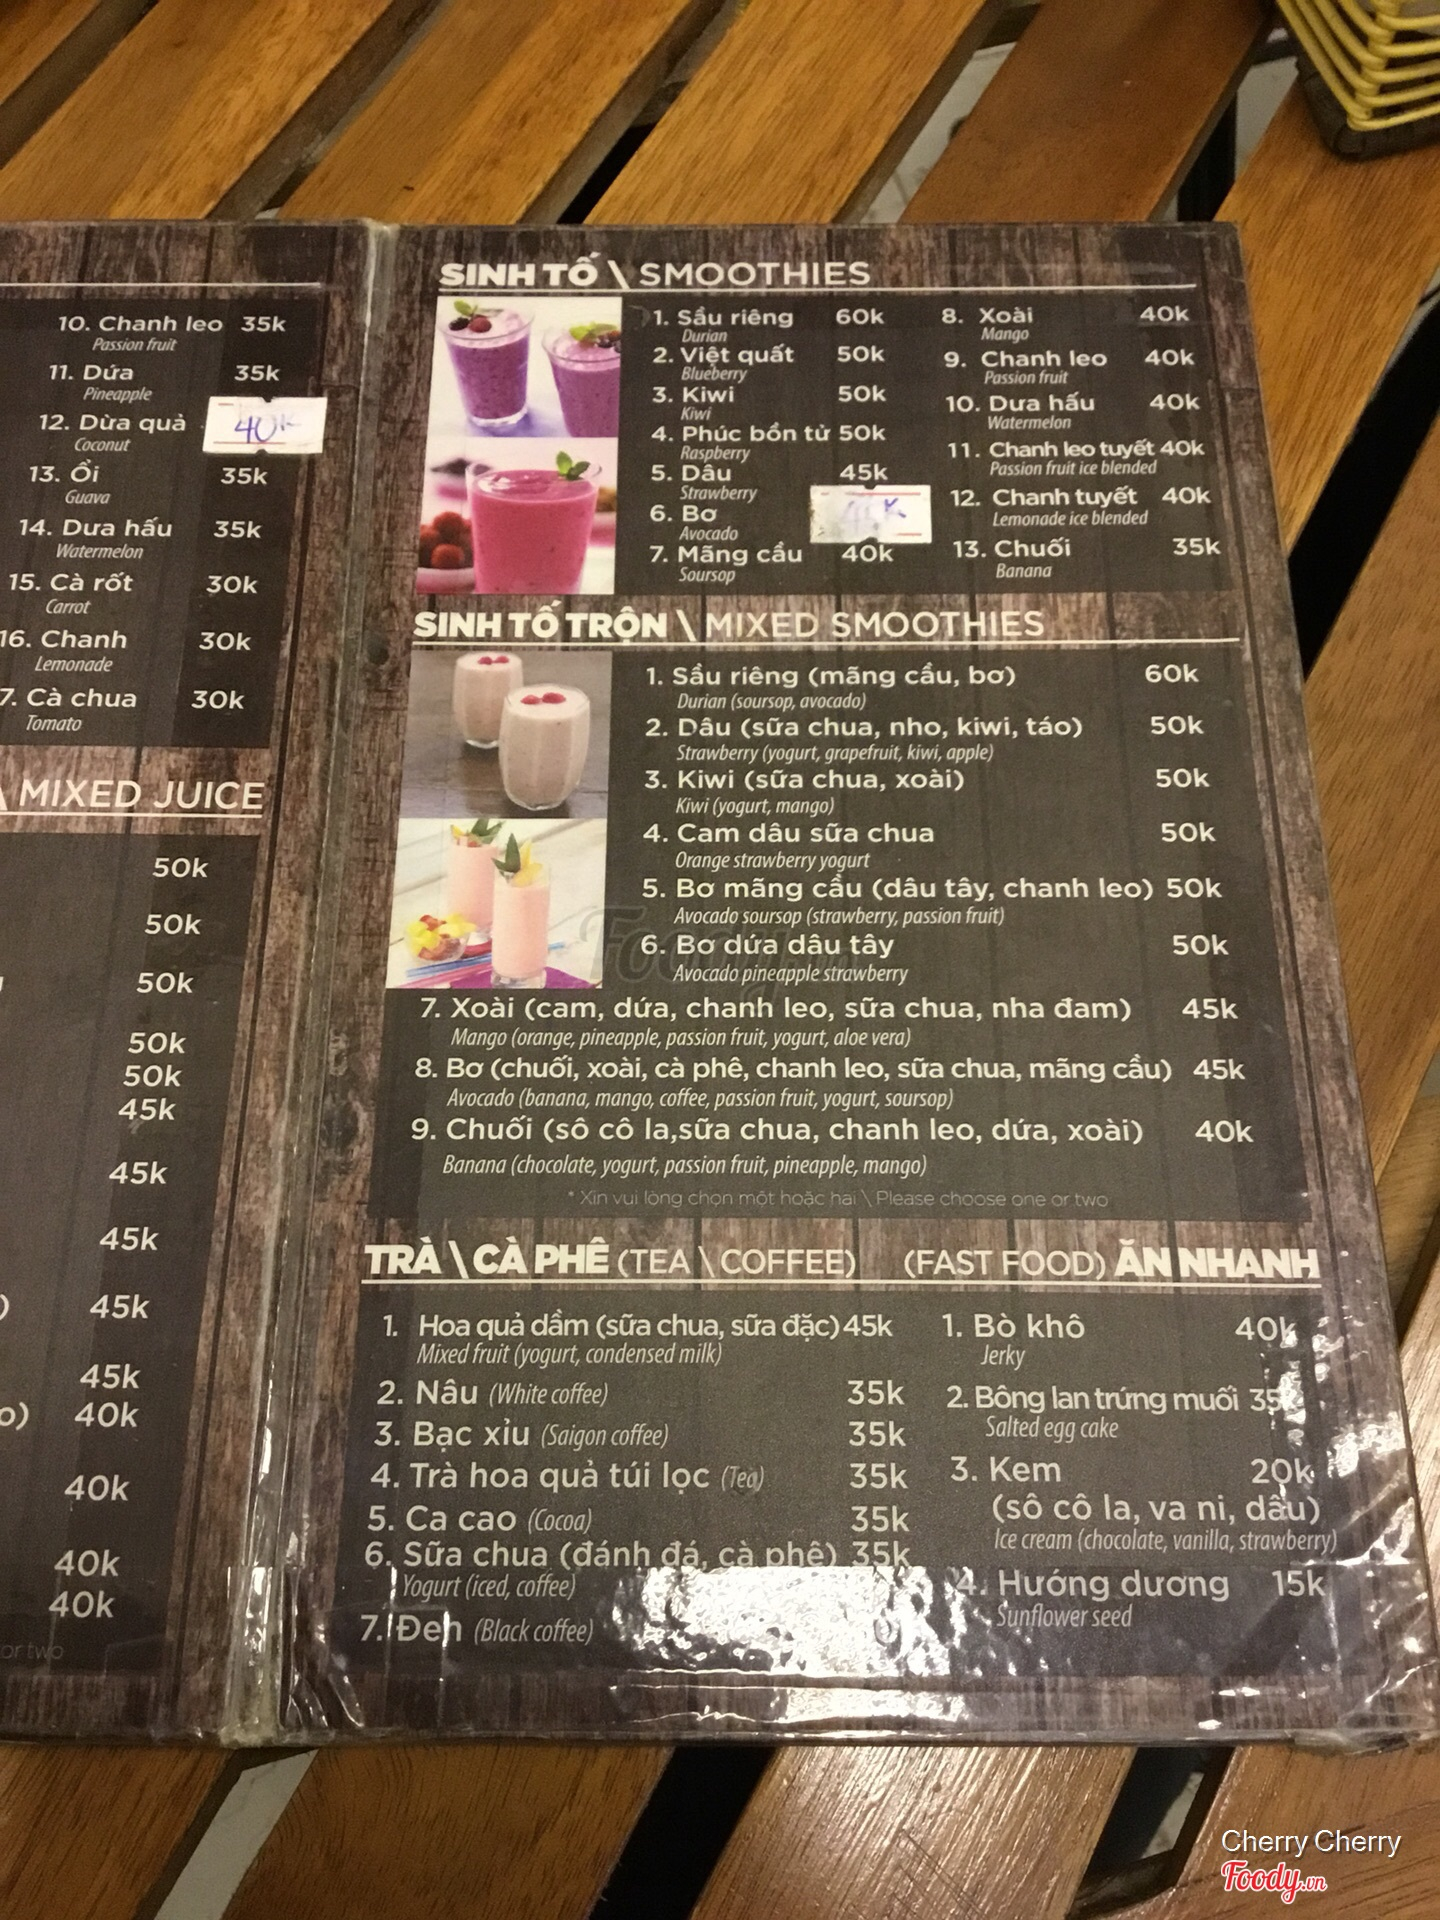 10. Chanh leo 35k
Passion fruit
11. Dứa 35k
Pineapple
12. Dừa quả 40k
Coconut
13. Ổi 35k
Guava
14. Dưa hấu 35k
Watermelon
15. Cà rốt 30k
Carrot
16. Chanh 30k
Lemonade
7. Cà chua 30k
Tomato
\ MIXED JUICE
50k
50k
50k
50k
50k
45k
45k
45k
) 45k
45k
o) 40k
40k
40k
40k
or two
SINH TỐ \ SMOOTHIES
1. Sầu riêng 60k
Durian
2. Việt quất 50k
Blueberry
3. Kiwi 50k
Kiwi
4. Phúc bồn tử 50k
Raspberry
5. Dâu 45k
Strawberry
6. Bơ 45k
Avocado
7. Mãng cầu 40k
Soursop
8. Xoài 40k
Mango
9. Chanh leo 40k
Passion fruit
10. Dưa hấu 40k
Watermelon
11. Chanh leo tuyết 40k
Passion fruit ice blended
12. Chanh tuyết 40k
Lemonade ice blended
13. Chuối 35k
Banana
SINH TỐ TRỘN \ MIXED SMOOTHIES
1. Sầu riêng (mãng cầu, bơ) 60k
Durian (soursop, avocado)
2. Dâu (sữa chua, nho, kiwi, táo) 50k
Strawberry (yogurt, grapefruit, kiwi, apple)
3. Kiwi (sữa chua, xoài) 50k
Kiwi (yogurt, mango)
4. Cam dâu sữa chua 50k
Orange strawberry yogurt
5. Bơ mãng cầu (dâu tây, chanh leo) 50k
Avocado soursop (strawberry, passion fruit)
6. Bơ dứa dâu tây 50k
Avocado pineapple strawberry
7. Xoài (cam, dứa, chanh leo, sữa chua, nha đam) 45k
Mango (orange, pineapple, passion fruit, yogurt, aloe vera)
8. Bơ (chuối, xoài, cà phê, chanh leo, sữa chua, mãng cầu) 45k
Avocado (banana, mango, coffee, passion fruit, yogurt, soursop)
9. Chuối (sô cô la,sữa chua, chanh leo, dứa, xoài) 40k
Banana (chocolate, yogurt, passion fruit, pineapple, mango)
* Xin vui lòng chọn một hoặc hai \ Please choose one or two
TRÀ \ CÀ PHÊ (TEA \ COFFEE)
1. Hoa quả dầm (sữa chua, sữa đặc) 45k
Mixed fruit (yogurt, condensed milk)
2. Nâu (White coffee) 35k
3. Bạc xỉu (Saigon coffee) 35k
4. Trà hoa quả túi lọc (Tea) 35k
5. Ca cao (Cocoa) 35k
6. Sữa chua (đánh đá, cà phê) 35k
Yogurt (iced, coffee)
7. Đen (Black coffee)
(FAST FOOD) ĂN NHANH
1. Bò khô 40k
Jerky
2. Bông lan trứng muối 35
Salted egg cake
3. Kem 20k
(sô cô la, va ni, dâu)
Ice cream (chocolate, vanilla, strawberry)
4. Hướng dương 15k
Sunflower seed
Foody
Cherry Cherry
Foody.vn